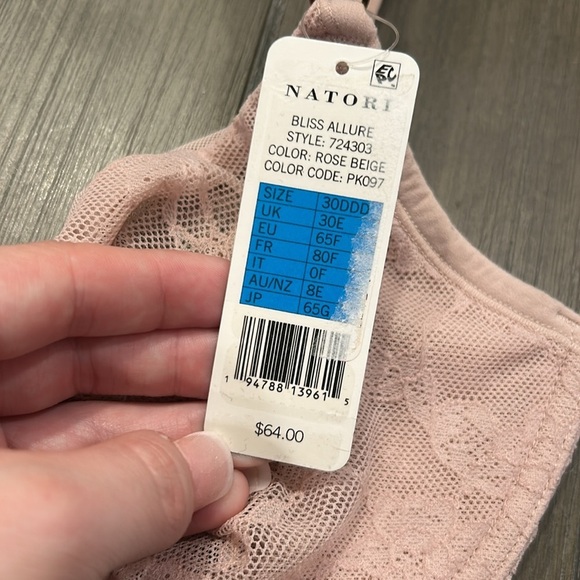 NATORI
BLISS ALLURE
STYLE: 724303
COLOR: ROSE BEIGE
COLOR CODE: PK097
SIZE 30DDD
UK 30E
EU 65F
FR 80F
IT 0F
AU/NZ 8E
JP 65G
1 94788 13961 5
$64.00